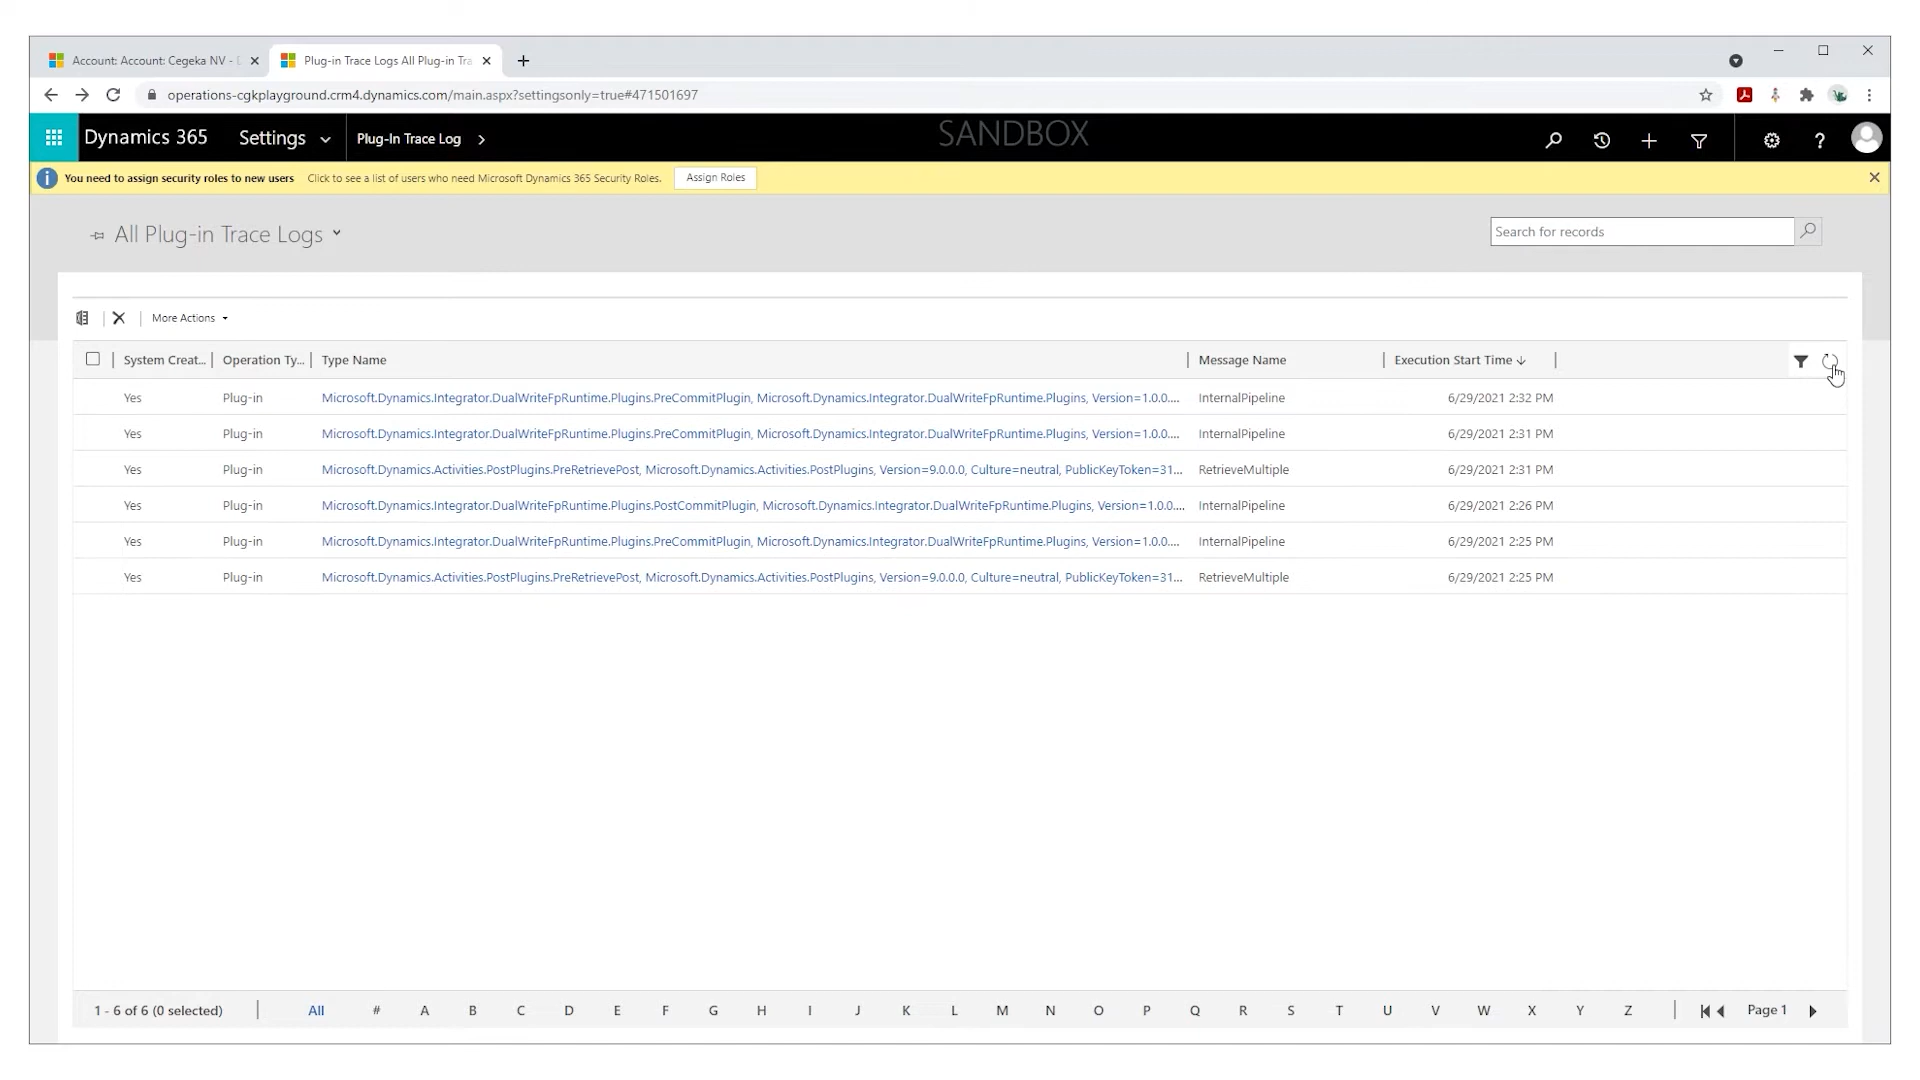 Account: Account: Cegeka NV -
Plug-in Trace Logs All Plug-in Tra
operations-cgkplayground.crm4.dynamics.com/main.aspx?settingsonly=true#471501697
Dynamics 365 Settings Plug-In Trace Log SANDBOX
You need to assign security roles to new users Click to see a list of users who need Microsoft Dynamics 365 Security Roles. Assign Roles
All Plug-in Trace Logs
Search for records
More Actions
System Creat... Operation Ty... Type Name Message Name Execution Start Time
Yes Plug-in Microsoft.Dynamics.Integrator.DualWriteFpRuntime.Plugins.PreCommitPlugin, Microsoft.Dynamics.Integrator.DualWriteFpRuntime.Plugins, Version=1.0.0.... InternalPipeline 6/29/2021 2:32 PM
Yes Plug-in Microsoft.Dynamics.Integrator.DualWriteFpRuntime.Plugins.PreCommitPlugin, Microsoft.Dynamics.Integrator.DualWriteFpRuntime.Plugins, Version=1.0.0.... InternalPipeline 6/29/2021 2:31 PM
Yes Plug-in Microsoft.Dynamics.Activities.PostPlugins.PreRetrievePost, Microsoft.Dynamics.Activities.PostPlugins, Version=9.0.0.0, Culture=neutral, PublicKeyToken=31... RetrieveMultiple 6/29/2021 2:31 PM
Yes Plug-in Microsoft.Dynamics.Integrator.DualWriteFpRuntime.Plugins.PostCommitPlugin, Microsoft.Dynamics.Integrator.DualWriteFpRuntime.Plugins, Version=1.0.0.... InternalPipeline 6/29/2021 2:26 PM
Yes Plug-in Microsoft.Dynamics.Integrator.DualWriteFpRuntime.Plugins.PreCommitPlugin, Microsoft.Dynamics.Integrator.DualWriteFpRuntime.Plugins, Version=1.0.0.... InternalPipeline 6/29/2021 2:25 PM
Yes Plug-in Microsoft.Dynamics.Activities.PostPlugins.PreRetrievePost, Microsoft.Dynamics.Activities.PostPlugins, Version=9.0.0.0, Culture=neutral, PublicKeyToken=31... RetrieveMultiple 6/29/2021 2:25 PM
1 - 6 of 6 (0 selected) All # A B C D E F G H I J K L M N O P Q R S T U V W X Y Z Page 1